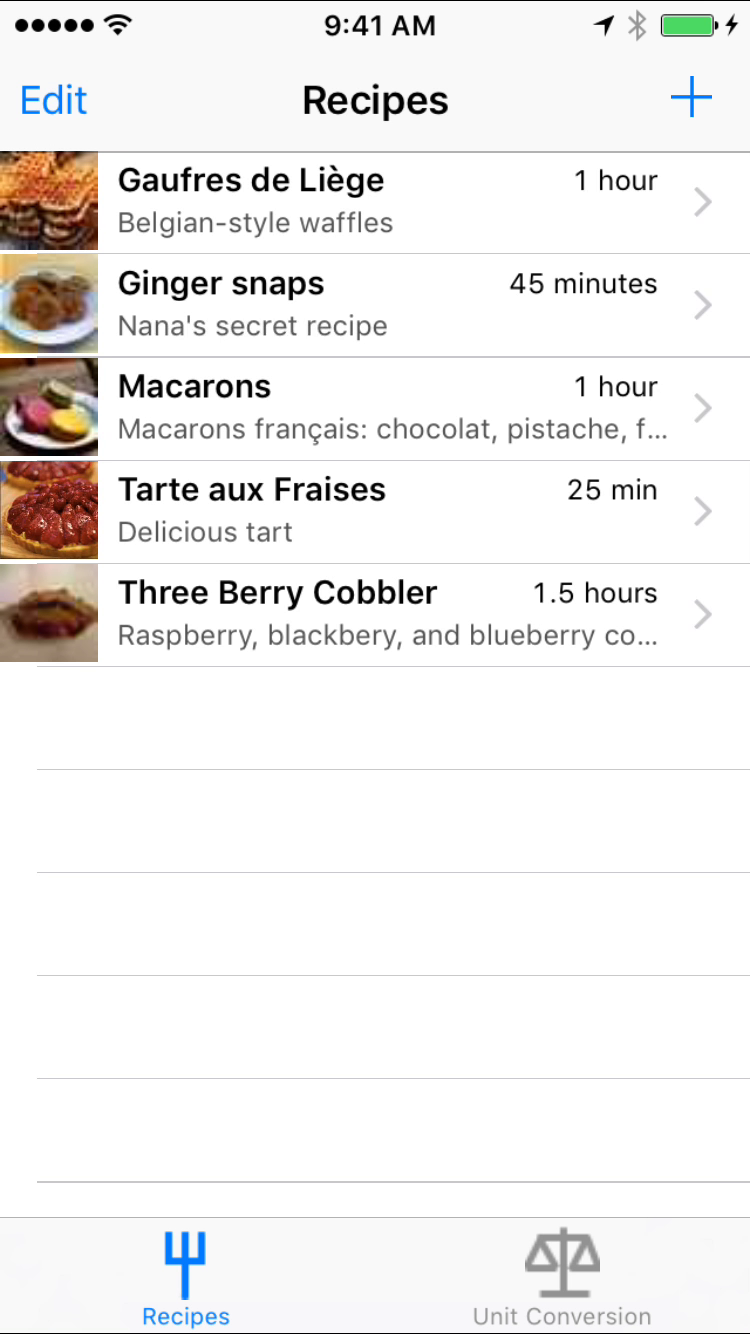 9:41 AM
Edit
Recipes
Gaufres de Liège
1 hour
Belgian-style waffles
Ginger snaps
45 minutes
Nana's secret recipe
Macarons
1 hour
Macarons français: chocolat, pistache, f...
Tarte aux Fraises
25 min
Delicious tart
Three Berry Cobbler
1.5 hours
Raspberry, blackbery, and blueberry co...
Recipes
Unit Conversion